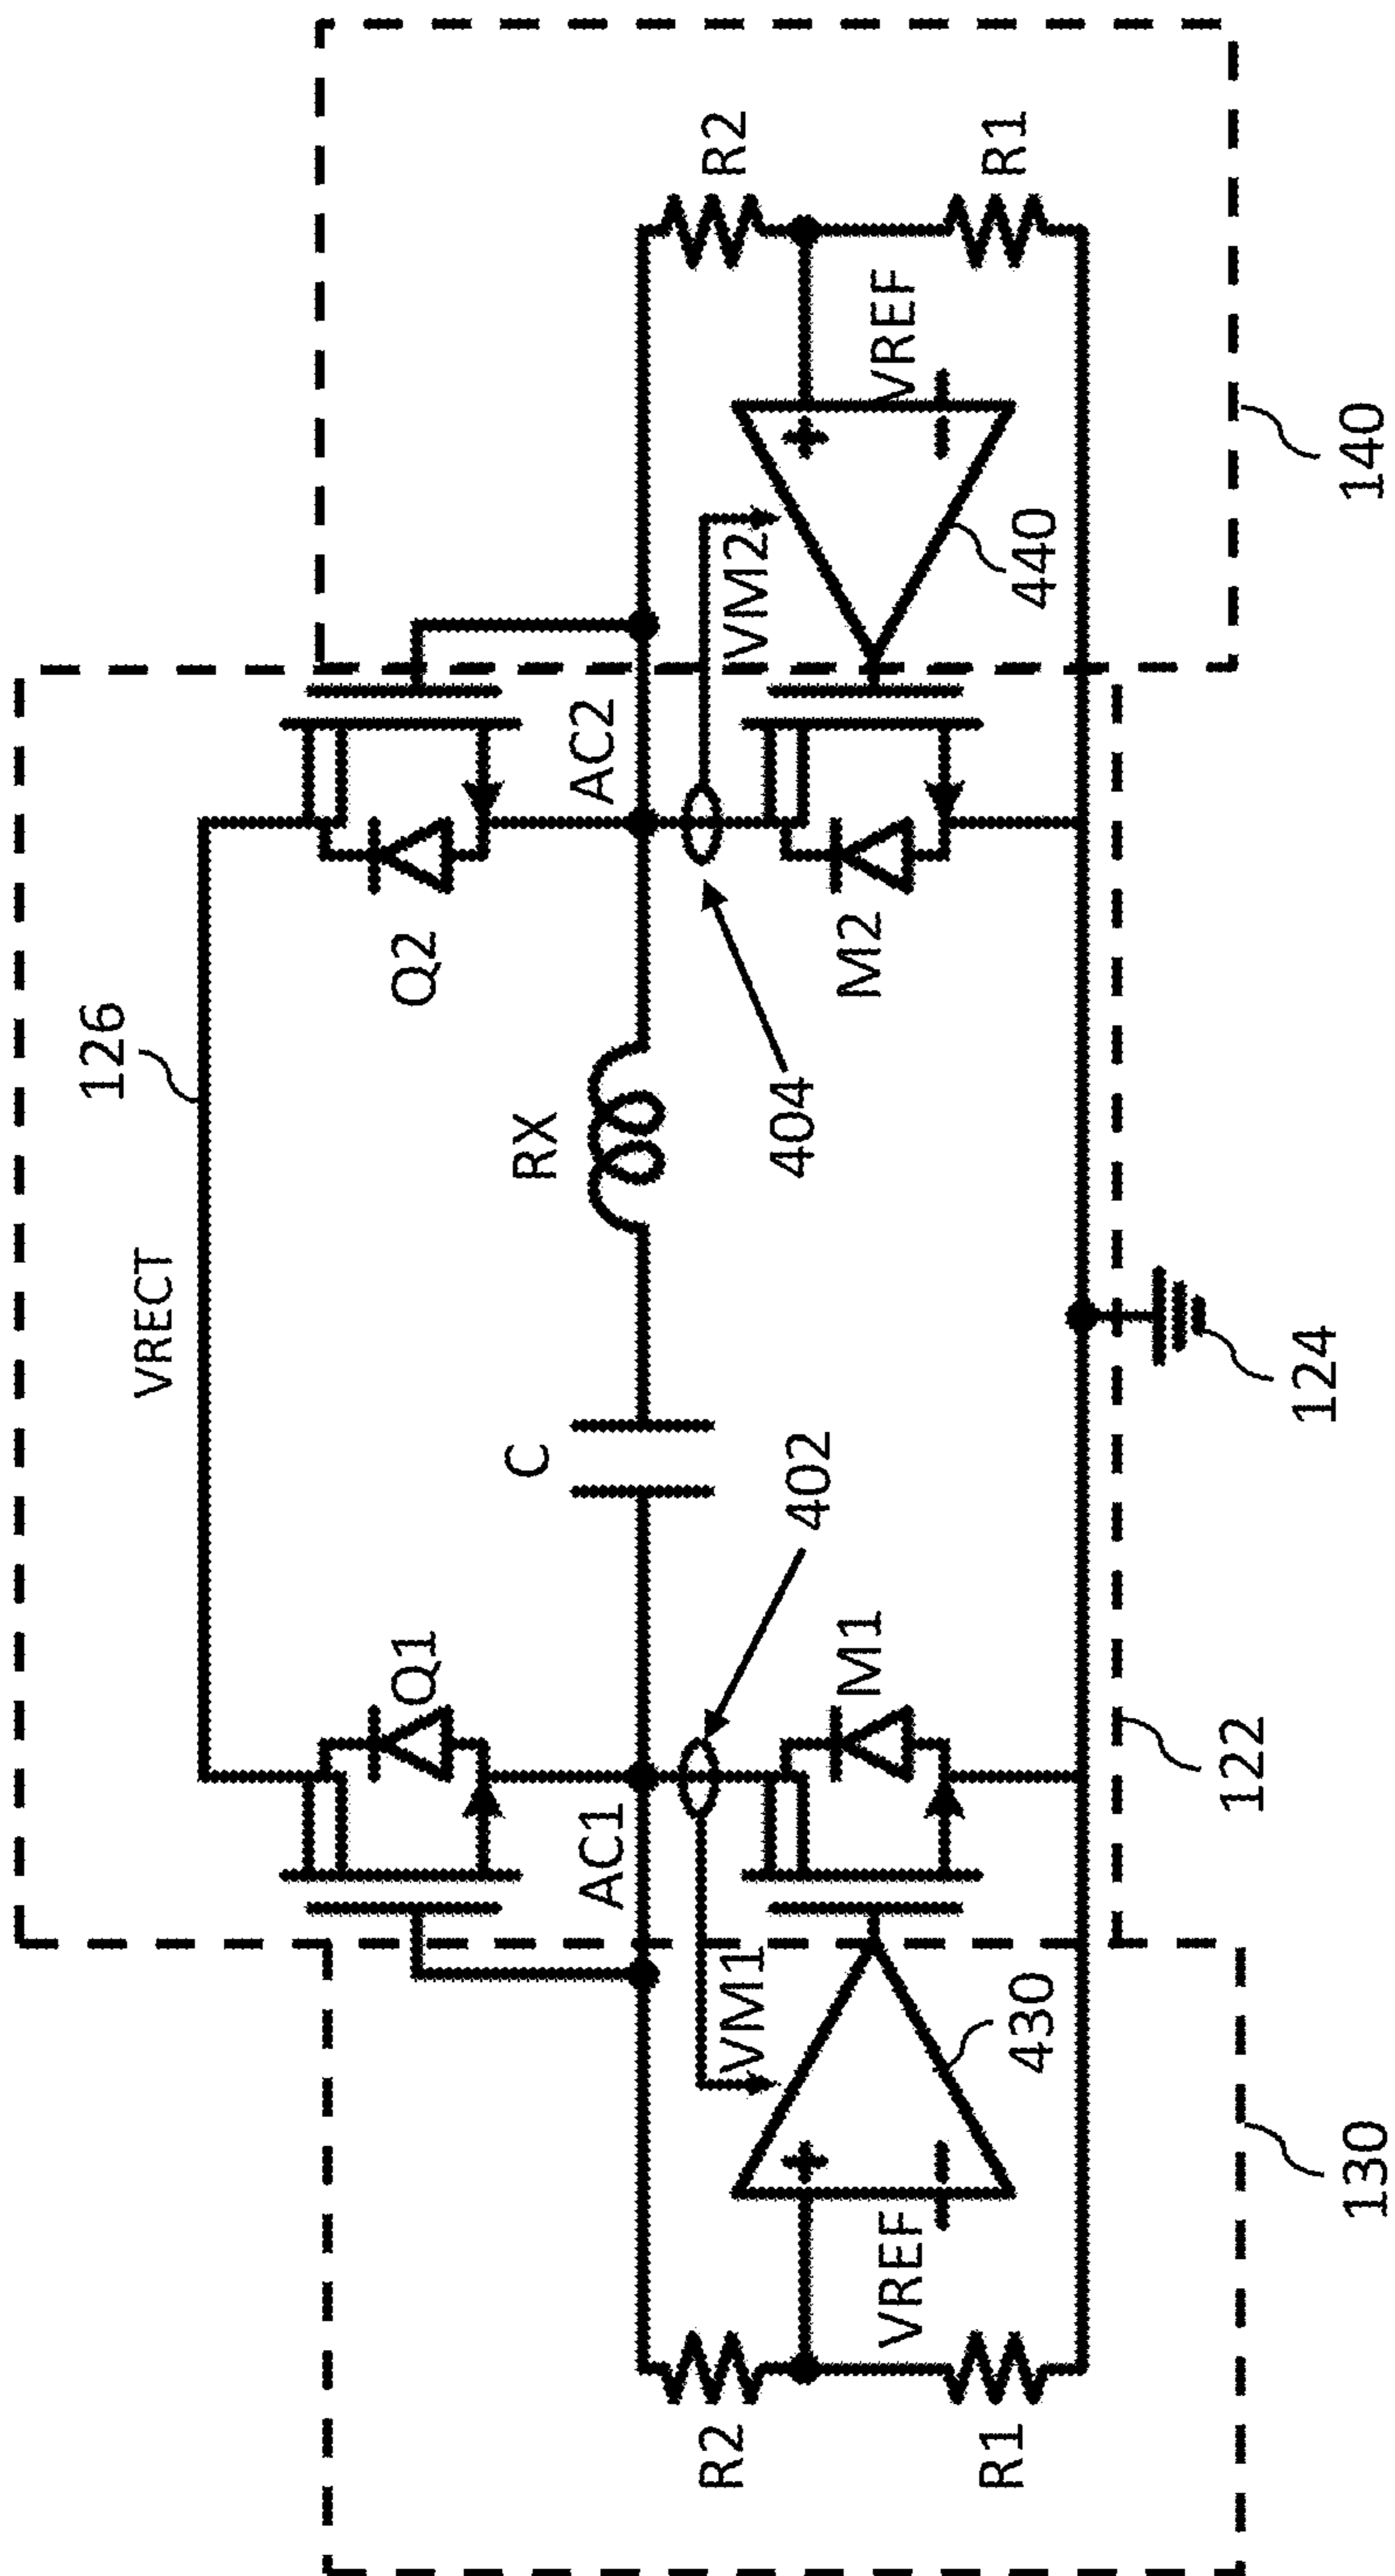 126
VRECT
Q1
Q2
C
RX
AC1
AC2
402
404
VM1
VM2
R2
R2
M1
M2
VREF
VREF
430
440
R1
R1
122
124
130
140
+
−
+
−